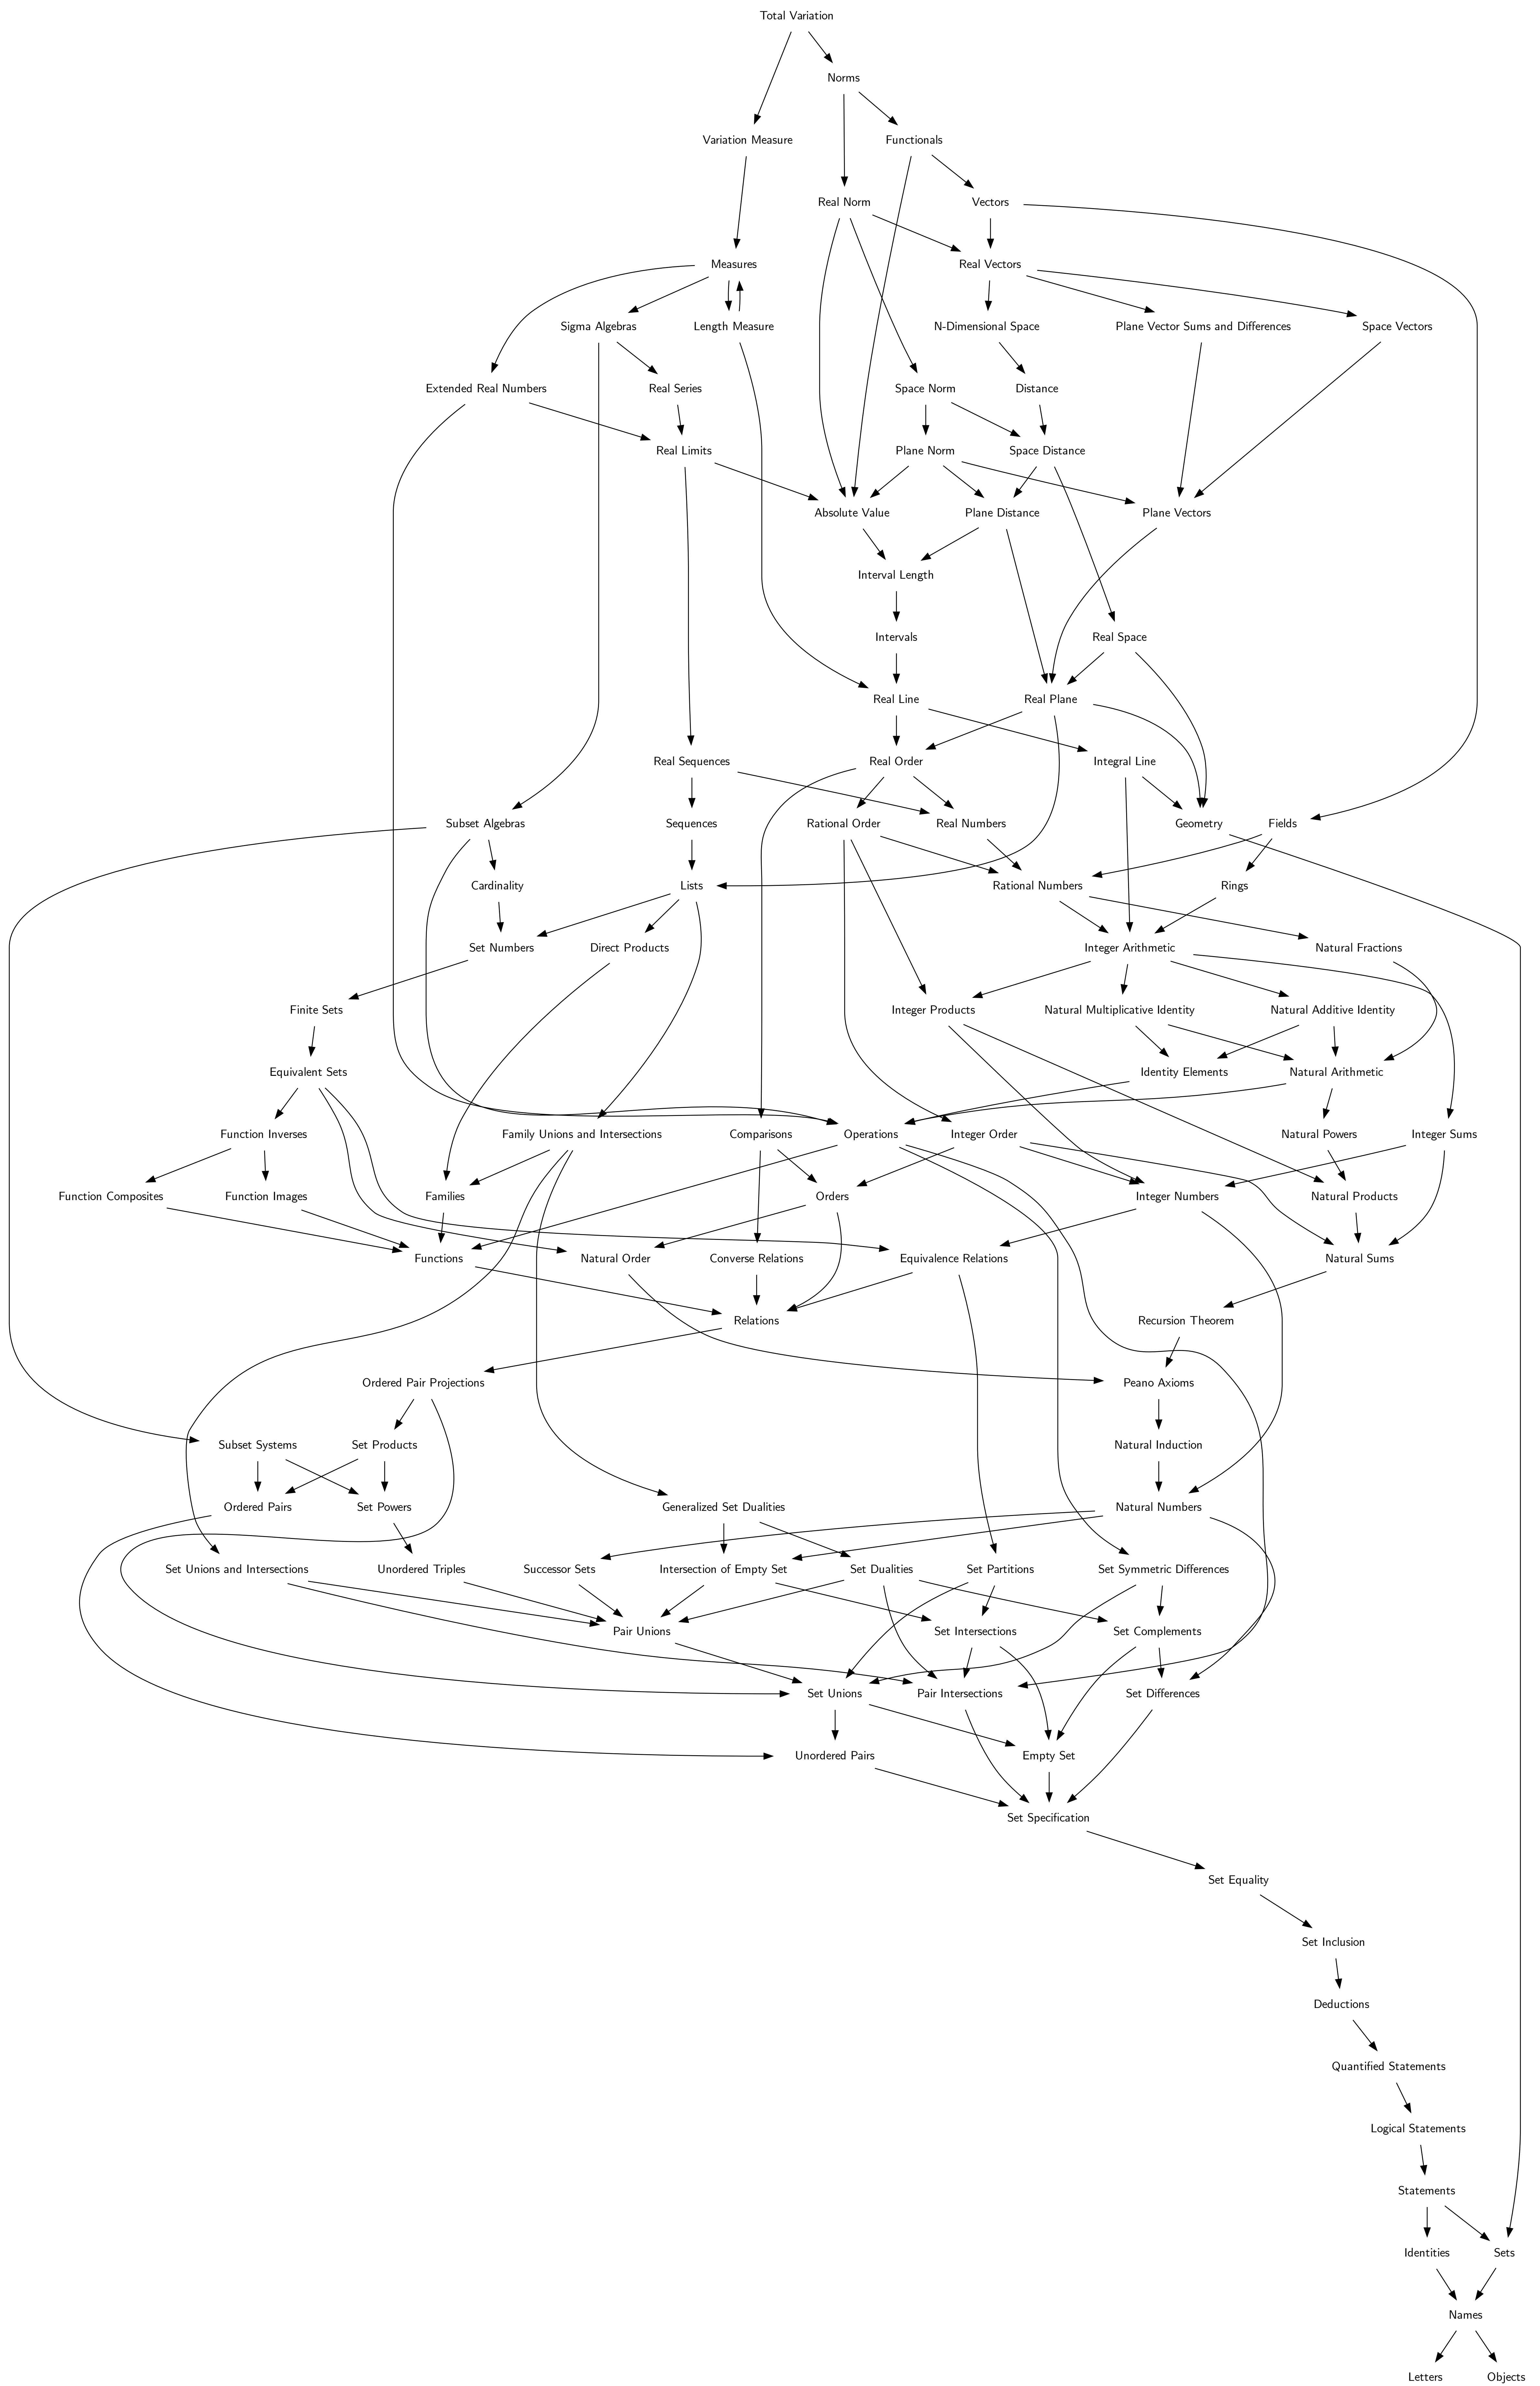 Total Variation
Norms
Variation Measure
Functionals
Real Norm
Vectors
Measures
Real Vectors
Sigma Algebras
Length Measure
N-Dimensional Space
Plane Vector Sums and Differences
Space Vectors
Extended Real Numbers
Real Series
Space Norm
Distance
Real Limits
Plane Norm
Space Distance
Absolute Value
Plane Distance
Plane Vectors
Interval Length
Intervals
Real Space
Real Line
Real Plane
Real Sequences
Real Order
Integral Line
Subset Algebras
Sequences
Rational Order
Real Numbers
Geometry
Fields
Cardinality
Lists
Rational Numbers
Rings
Set Numbers
Direct Products
Integer Arithmetic
Natural Fractions
Finite Sets
Integer Products
Natural Multiplicative Identity
Natural Additive Identity
Equivalent Sets
Identity Elements
Natural Arithmetic
Function Inverses
Family Unions and Intersections
Comparisons
Operations
Integer Order
Natural Powers
Integer Sums
Function Composites
Function Images
Families
Orders
Integer Numbers
Natural Products
Functions
Natural Order
Converse Relations
Equivalence Relations
Natural Sums
Relations
Recursion Theorem
Ordered Pair Projections
Peano Axioms
Subset Systems
Set Products
Natural Induction
Ordered Pairs
Set Powers
Generalized Set Dualities
Natural Numbers
Set Unions and Intersections
Unordered Triples
Successor Sets
Intersection of Empty Set
Set Dualities
Set Partitions
Set Symmetric Differences
Pair Unions
Set Intersections
Set Complements
Set Unions
Pair Intersections
Set Differences
Unordered Pairs
Empty Set
Set Specification
Set Equality
Set Inclusion
Deductions
Quantified Statements
Logical Statements
Statements
Identities
Sets
Names
Letters
Objects